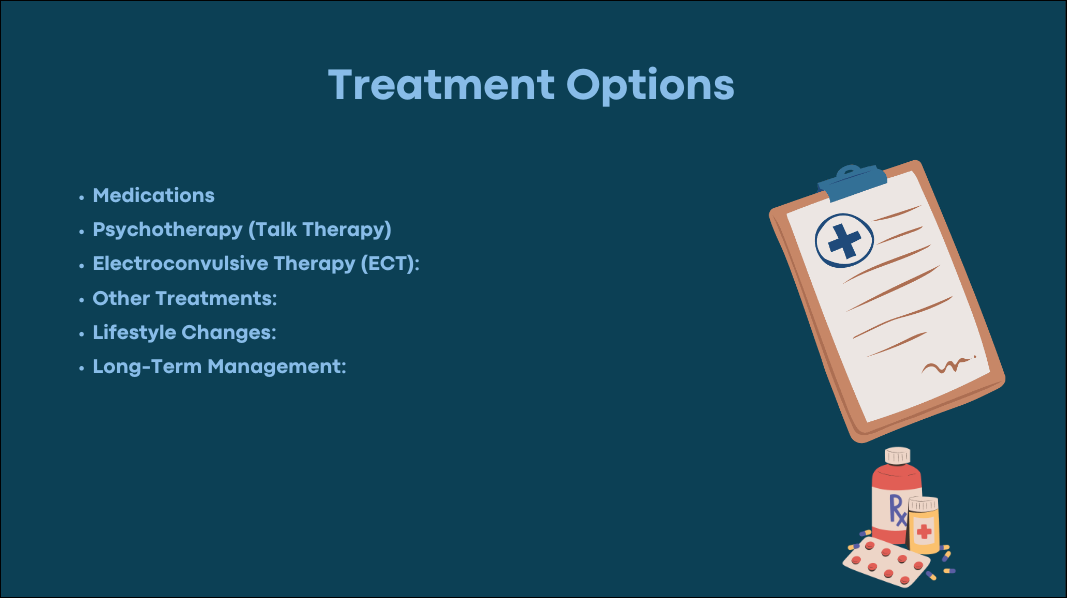 Treatment Options
• Medications
• Psychotherapy (Talk Therapy)
• Electroconvulsive Therapy (ECT):
• Other Treatments:
• Lifestyle Changes:
• Long-Term Management:
Rx